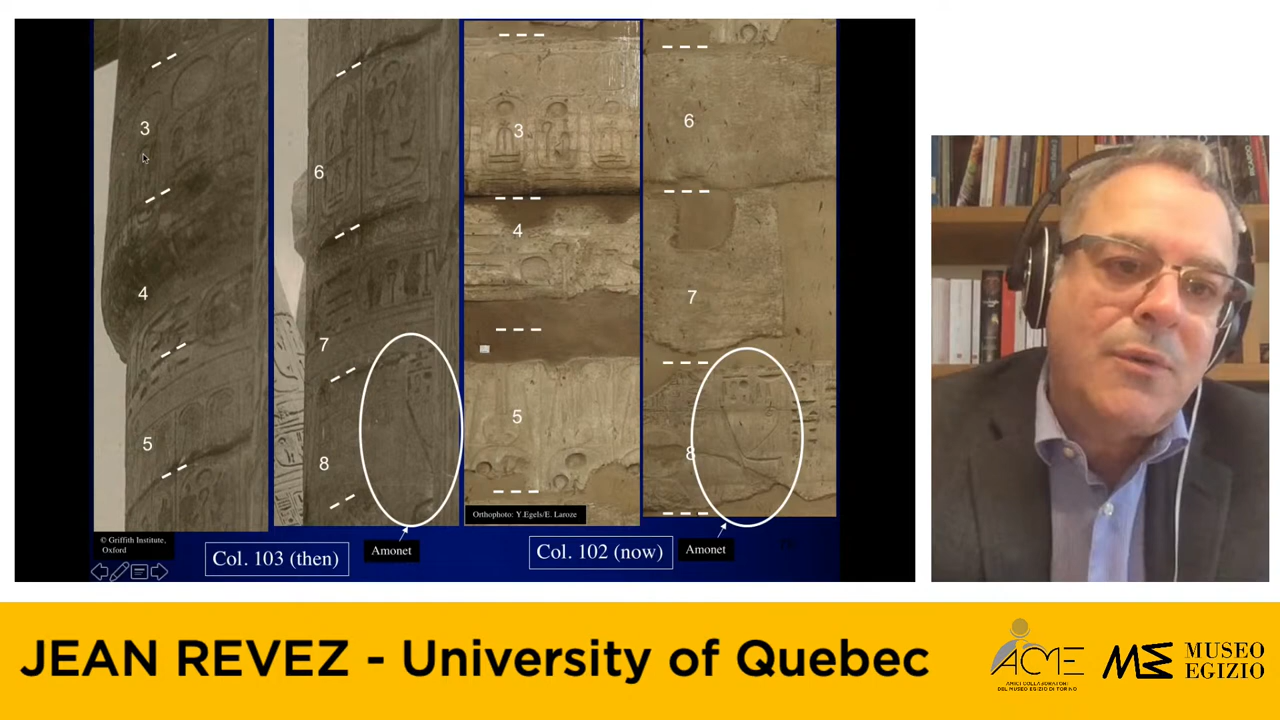 3
4
5
6
7
8
3
4
5
6
7
8
Orthophoto: Y.Egels/E. Laroze
© Griffith Institute,
Oxford
Col. 103 (then)
Amonet
Col. 102 (now)
Amonet
JEAN REVEZ - University of Quebec
ACME
AMICI COLLABORATORI
DEL MUSEO EGIZIO DI TORINO
ME
MUSEO
EGIZIO